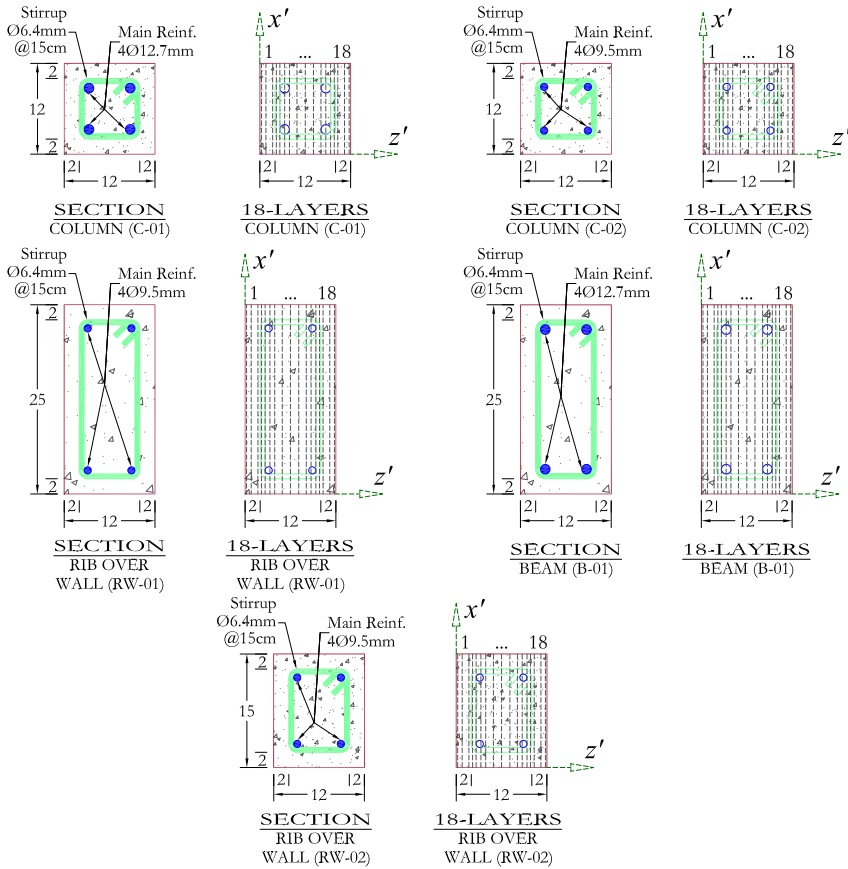 Stirrup
Ø6.4mm
@15cm
Main Reinf.
4Ø12.7mm
2
12
2
2
2
12
SECTION
COLUMN (C-01)
x'
1 ... 18
z'
2
2
12
18-LAYERS
COLUMN (C-01)
Stirrup
Ø6.4mm
@15cm
Main Reinf.
4Ø9.5mm
2
12
2
2
2
12
SECTION
COLUMN (C-02)
x'
1 ... 18
z'
2
2
12
18-LAYERS
COLUMN (C-02)
Stirrup
Ø6.4mm
@15cm
Main Reinf.
4Ø9.5mm
2
25
2
2
2
12
SECTION
RIB OVER
WALL (RW-01)
x'
1 ... 18
z'
2
2
12
18-LAYERS
RIB OVER
WALL (RW-01)
Stirrup
Ø6.4mm
@15cm
Main Reinf.
4Ø12.7mm
2
25
2
2
2
12
SECTION
BEAM (B-01)
x'
1 ... 18
z'
2
2
12
18-LAYERS
BEAM (B-01)
Stirrup
Ø6.4mm
@15cm
Main Reinf.
4Ø9.5mm
2
15
2
2
2
12
SECTION
RIB OVER
WALL (RW-02)
x'
1 ... 18
z'
2
2
12
18-LAYERS
RIB OVER
WALL (RW-02)